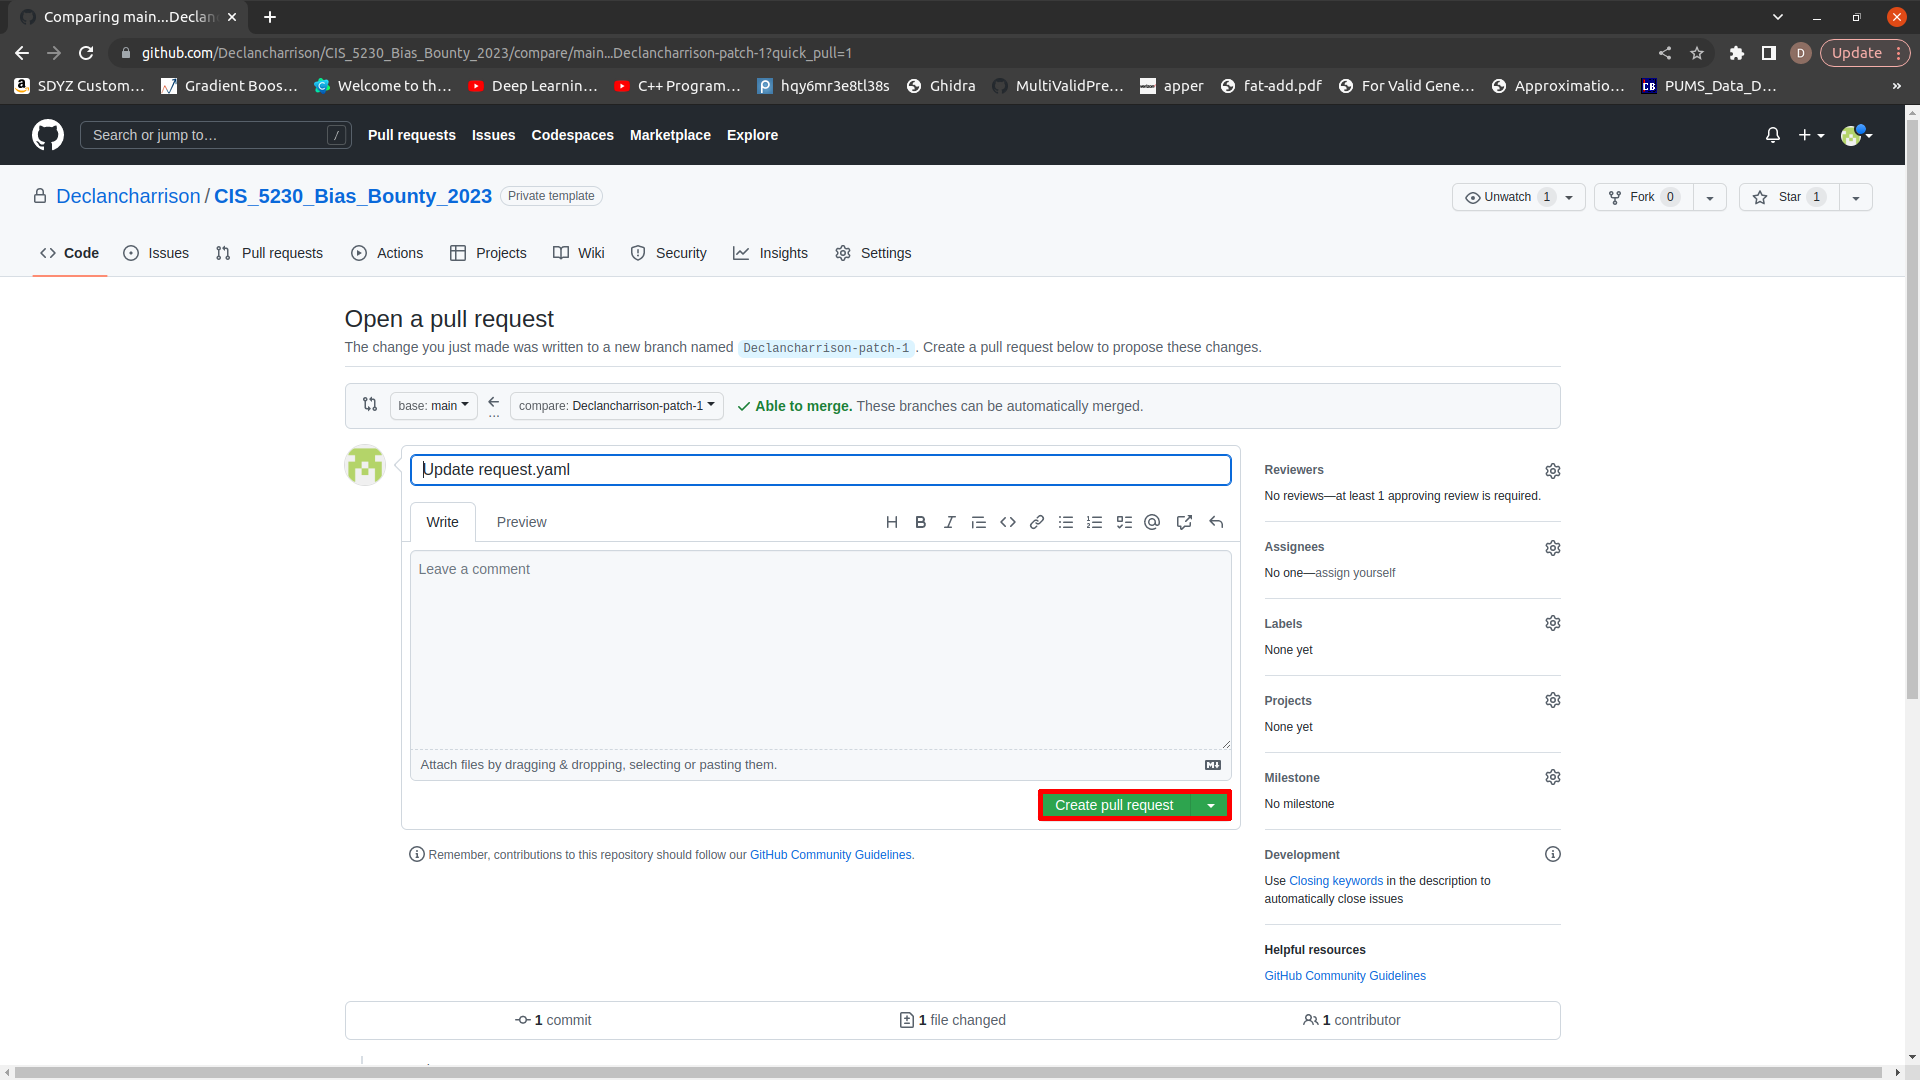 Comparing main...Declan
github.com/Declancharrison/CIS_5230_Bias_Bounty_2023/compare/main...Declancharrison-patch-1?quick_pull=1
D
Update
SDYZ Custom...
Gradient Boos...
Welcome to th...
Deep Learnin...
C++ Program...
hqy6mr3e8tl38s
Ghidra
MultiValidPre...
apper
fat-add.pdf
For Valid Gene...
Approximatio...
PUMS_Data_D...
»
Search or jump to...
/
Pull requests
Issues
Codespaces
Marketplace
Explore
Declancharrison / CIS_5230_Bias_Bounty_2023
Private template
Unwatch 1
Fork 0
Star 1
Code
Issues
Pull requests
Actions
Projects
Wiki
Security
Insights
Settings
Open a pull request
The change you just made was written to a new branch named Declancharrison-patch-1 . Create a pull request below to propose these changes.
base: main
...
compare: Declancharrison-patch-1
Able to merge. These branches can be automatically merged.
Update request.yaml
Write
Preview
Leave a comment
Attach files by dragging & dropping, selecting or pasting them.
Create pull request
Remember, contributions to this repository should follow our GitHub Community Guidelines.
Reviewers
No reviews—at least 1 approving review is required.
Assignees
No one—assign yourself
Labels
None yet
Projects
None yet
Milestone
No milestone
Development
Use Closing keywords in the description to
automatically close issues
Helpful resources
GitHub Community Guidelines
1 commit
1 file changed
1 contributor